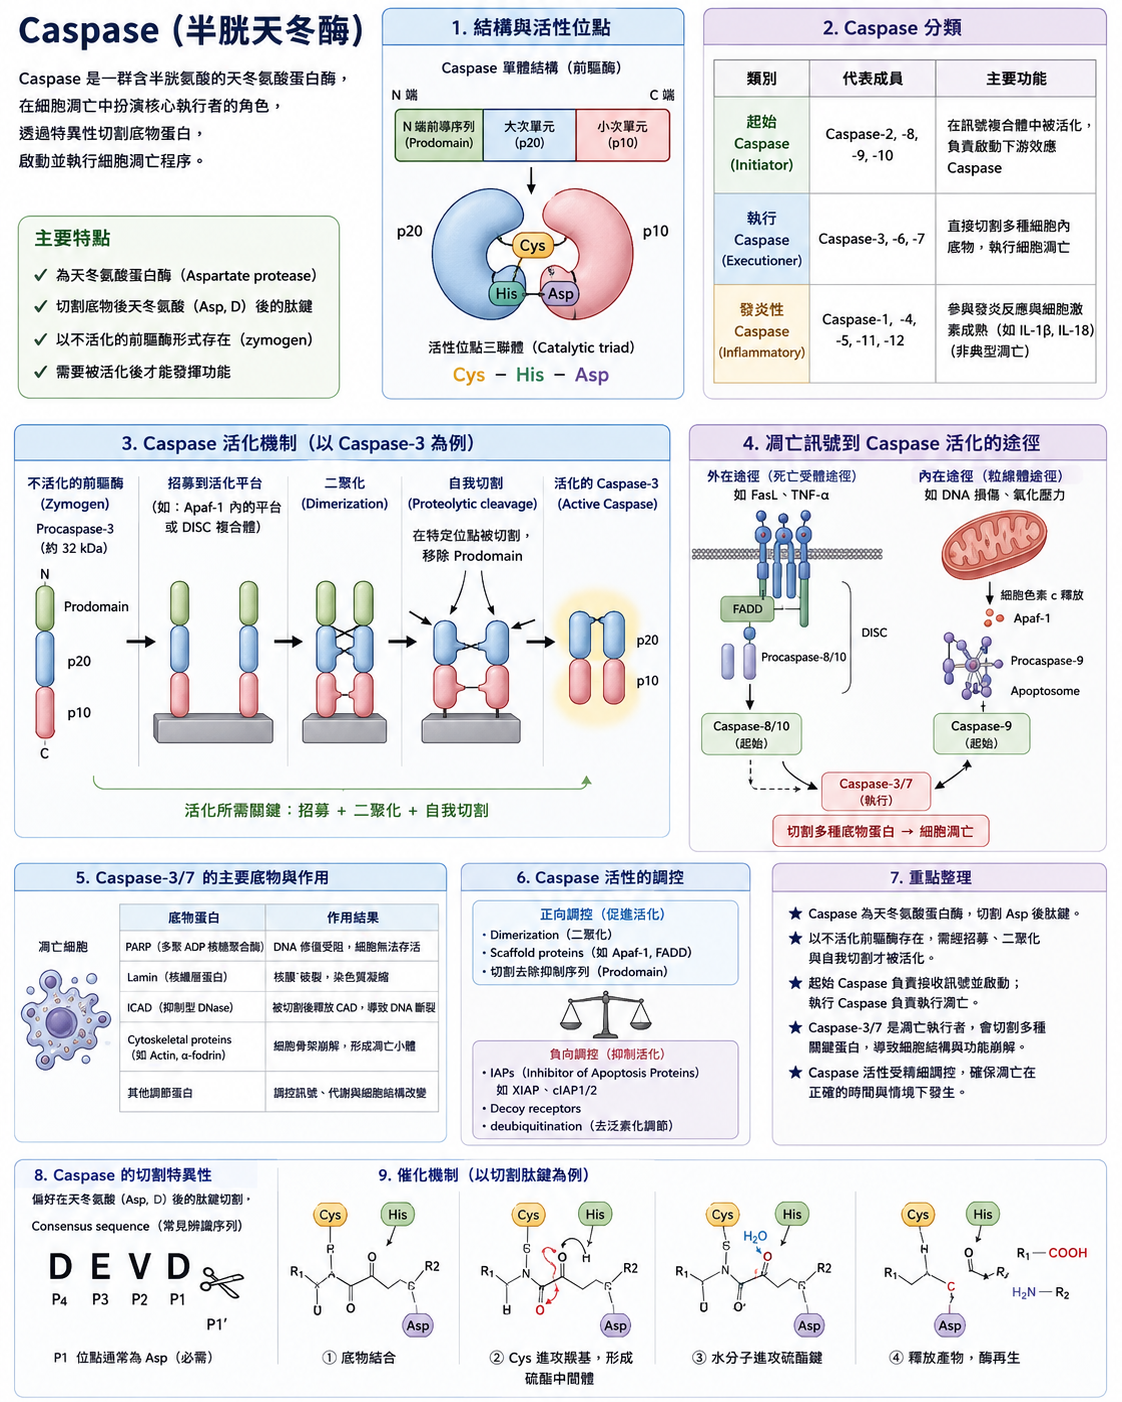 Caspase (半胱天冬酶)
Caspase 是一群含半胱氨酸的天冬氨酸蛋白酶，
在細胞凋亡中扮演核心執行者的角色，
透過特異性切割底物蛋白，
啟動並執行細胞凋亡程序。
主要特點
✓ 為天冬氨酸蛋白酶（Aspartate protease）
✓ 切割底物後天冬氨酸（Asp, D）後的肽鍵
✓ 以不活化的前驅酶形式存在（zymogen）
✓ 需要被活化後才能發揮功能
1. 結構與活性位點
Caspase 單體結構（前驅酶）
N 端
C 端
N 端前導序列
(Prodomain)
大次單元
(p20)
小次單元
(p10)
p20
p10
Cys
His
Asp
活性位點三聯體（Catalytic triad）
Cys – His – Asp
2. Caspase 分類
類別
代表成員
主要功能
起始
Caspase
(Initiator)
Caspase-2, -8,
-9, -10
在訊號複合體中被活化，
負責啟動下游效應
Caspase
執行
Caspase
(Executioner)
Caspase-3, -6, -7
直接切割多種細胞內
底物，執行細胞凋亡
發炎性
Caspase
(Inflammatory)
Caspase-1, -4,
-5, -11, -12
參與發炎反應與細胞激
素成熟（如 IL-1β, IL-18)
（非典型凋亡）
3. Caspase 活化機制（以 Caspase-3 為例）
不活化的前驅酶
(Zymogen)
Procaspase-3
（約 32 kDa）
N
Prodomain
p20
p10
C
招募到活化平台
（如：Apaf-1 內的平台
或 DISC 複合體）
二聚化
(Dimerization)
自我切割
(Proteolytic cleavage)
在特定位點被切割，
移除 Prodomain
活化的 Caspase-3
(Active Caspase)
p20
p10
活化所需關鍵：招募 + 二聚化 + 自我切割
4. 凋亡訊號到 Caspase 活化的途徑
外在途徑（死亡受體途徑）
如 FasL、TNF-α
內在途徑（粒線體途徑）
如 DNA 損傷、氧化壓力
FADD
Procaspase-8/10
DISC
細胞色素 c 釋放
Apaf-1
Procaspase-9
Apoptosome
Caspase-8/10
（起始）
Caspase-9
（起始）
Caspase-3/7
（執行）
切割多種底物蛋白 → 細胞凋亡
5. Caspase-3/7 的主要底物與作用
凋亡細胞
底物蛋白
作用結果
PARP（多聚 ADP 核糖聚合酶）
DNA 修復受阻，細胞無法存活
Lamin（核纖層蛋白）
核膜 破裂，染色質凝縮
ICAD（抑制型 DNase）
被切割後釋放 CAD，導致 DNA 斷裂
Cytoskeletal proteins
（如 Actin, α-fodrin）
細胞骨架崩解，形成凋亡小體
其他調節蛋白
調控訊號、代謝與細胞結構改變
6. Caspase 活性的調控
正向調控（促進活化）
・Dimerization（二聚化）
・Scaffold proteins（如 Apaf-1, FADD）
・切割去除抑制序列（Prodomain）
負向調控（抑制活化）
・IAPs（Inhibitor of Apoptosis Proteins）
如 XIAP、cIAP1/2
・Decoy receptors
・deubiquitination（去泛素化調節）
7. 重點整理
★ Caspase 為天冬氨酸蛋白酶，切割 Asp 後肽鍵。
★ 以不活化前驅酶存在，需經招募、二聚化
與自我切割才被活化。
★ 起始 Caspase 負責接收訊號並啟動；
執行 Caspase 負責執行凋亡。
★ Caspase-3/7 是凋亡執行者，會切割多種
關鍵蛋白，導致細胞結構與功能崩解。
★ Caspase 活性受精細調控，確保凋亡在
正確的時間與情境下發生。
8. Caspase 的切割特異性
偏好在天冬氨酸（Asp, D）後的肽鍵切割，
Consensus sequence（常見辨識序列）
D E V D
P4 P3 P2 P1
P1′
P1 位點通常為 Asp（必需）
9. 催化機制（以切割肽鍵為例）
Cys
His
O
R1
R2
O
Asp
① 底物結合
Cys
His
O
H
R1
N
R2
H
O
Asp
② Cys 進攻羰基，形成
硫酯中間體
Cys
His
H2O
O
R1
N
R2
Asp
③ 水分子進攻硫酯鍵
Cys
His
H
O
R1
C
Asp
R1—COOH
H2N—R2
④ 釋放產物，酶再生